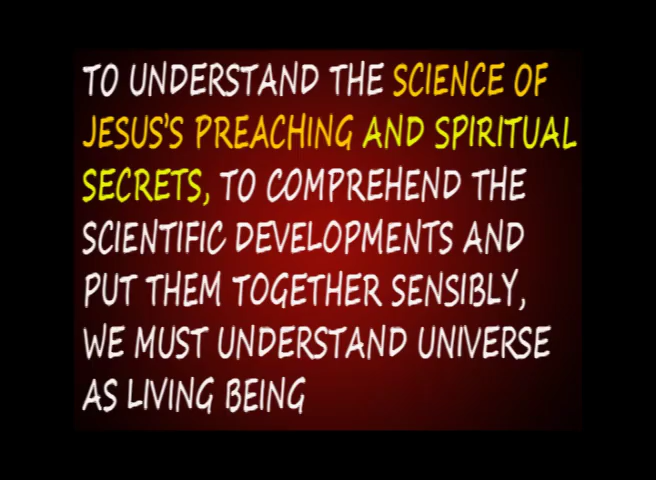 TO UNDERSTAND THE SCIENCE OF
JESUS'S PREACHING AND SPIRITUAL
SECRETS, TO COMPREHEND THE
SCIENTIFIC DEVELOPMENTS AND
PUT THEM TOGETHER SENSIBLY,
WE MUST UNDERSTAND UNIVERSE
AS LIVING BEING